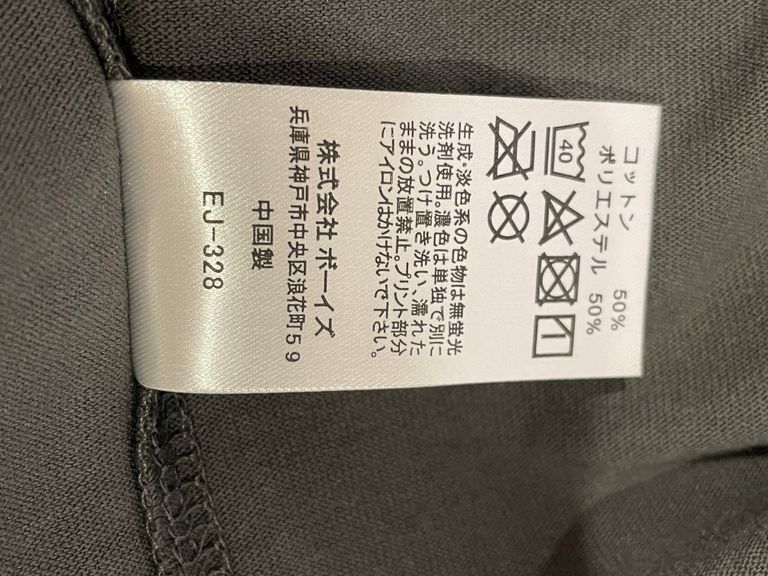 コットン 50%
ポリエステル 50%
40
生成・淡色系の色物は無蛍光
洗剤使用。濃色は単独で別に
洗う。つけ置き洗い、濡れた
ままの放置禁止。プリント部分
にアイロンはかけないで下さい。
株式会社 ボーイズ
兵庫県神戸市中央区浪花町59
中国製
EJ-328